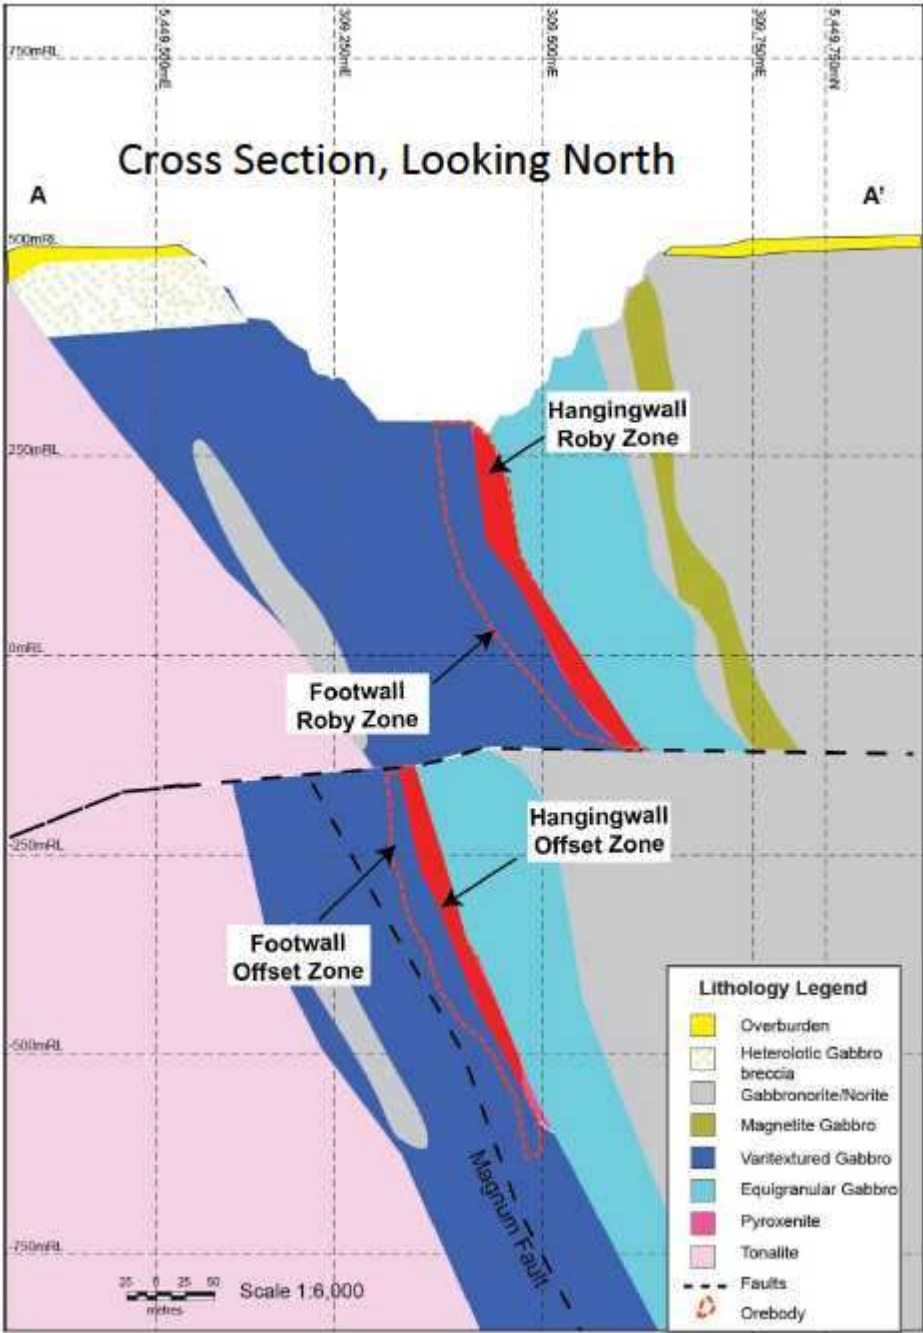 5,449,500mE
309,250mE
309,500mE
309,750mE
5,449,750mN
750mRL
Cross Section, Looking North
A
A'
500mRL
Hangingwall
Roby Zone
250mRL
0mRL
Footwall
Roby Zone
Hangingwall
Offset Zone
-250mRL
Footwall
Offset Zone
-500mRL
Magnum Fault
-750mRL
25 0 25 50
metres
Scale 1:6,000
Lithology Legend
Overburden
Heterolotic Gabbro
breccia
Gabbronorite/Norite
Magnetite Gabbro
Varitextured Gabbro
Equigranular Gabbro
Pyroxenite
Tonalite
Faults
Orebody